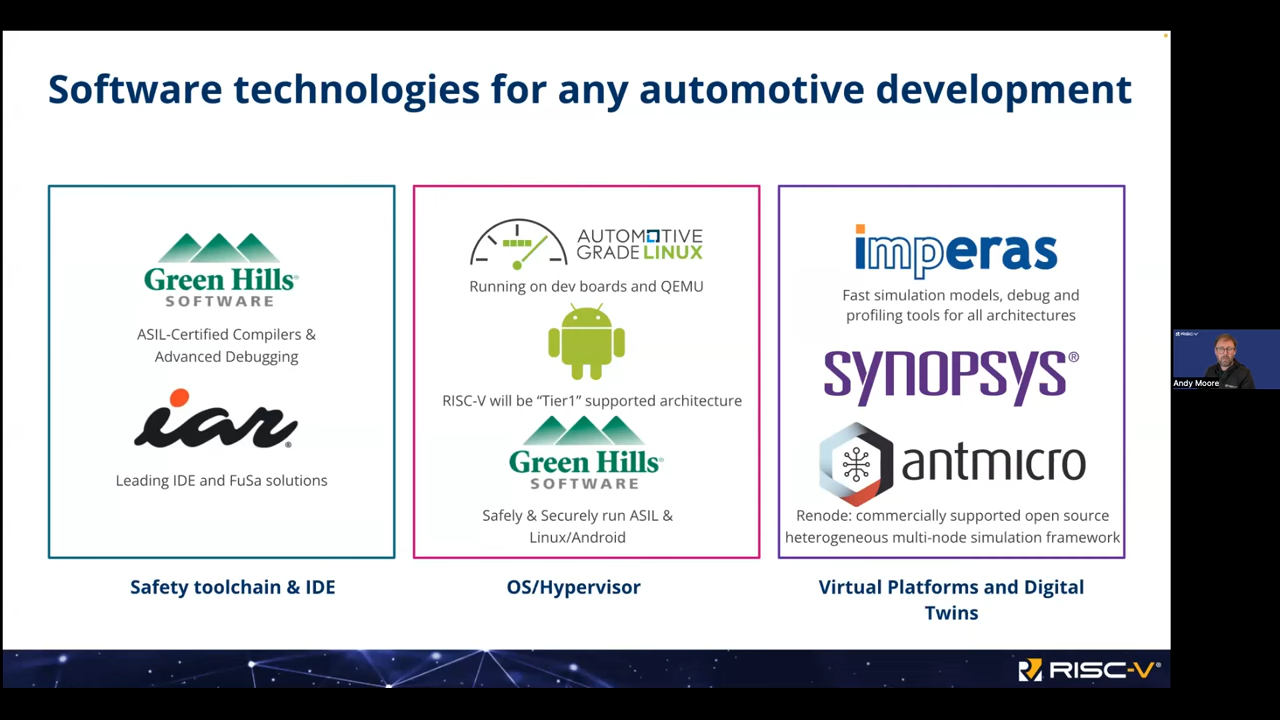 Software technologies for any automotive development
Green Hills®
SOFTWARE
ASIL-Certified Compilers &
Advanced Debugging
iar®
Leading IDE and FuSa solutions
Safety toolchain & IDE
AUTOMOTIVE
GRADE LINUX
Running on dev boards and QEMU
RISC-V will be “Tier1” supported architecture
Green Hills®
SOFTWARE
Safely & Securely run ASIL &
Linux/Android
OS/Hypervisor
imperas
Fast simulation models, debug and
profiling tools for all architectures
SYNOPSYS®
antmicro
Renode: commercially supported open source
heterogeneous multi-node simulation framework
Virtual Platforms and Digital
Twins
RISC-V®
RISC-V
Andy Moore